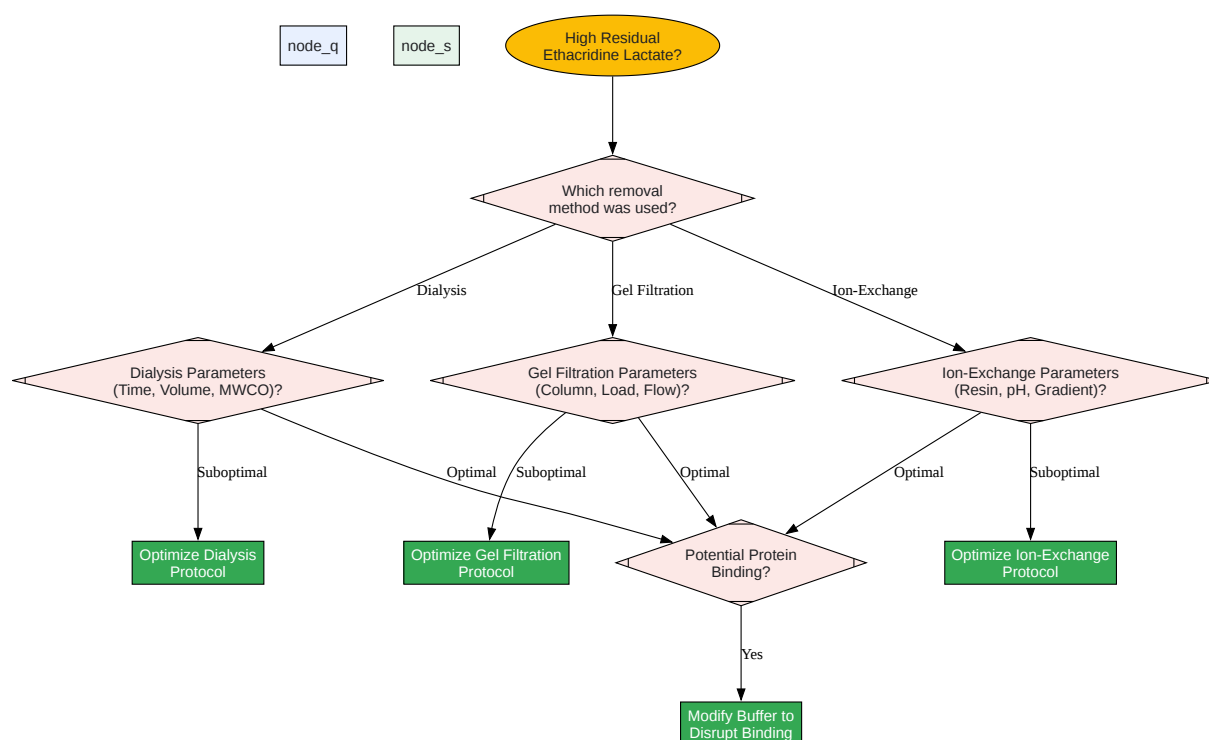 node_q
node_s
High Residual
Ethacridine Lactate?
Which removal
method was used?
Dialysis
Gel Filtration
Ion-Exchange
Dialysis Parameters
(Time, Volume, MWCO)?
Gel Filtration Parameters
(Column, Load, Flow)?
Ion-Exchange Parameters
(Resin, pH, Gradient)?
Suboptimal
Optimal
Suboptimal
Optimal
Optimal
Suboptimal
Optimize Dialysis
Protocol
Optimize Gel Filtration
Protocol
Potential Protein
Binding?
Optimize Ion-Exchange
Protocol
Yes
Modify Buffer to
Disrupt Binding